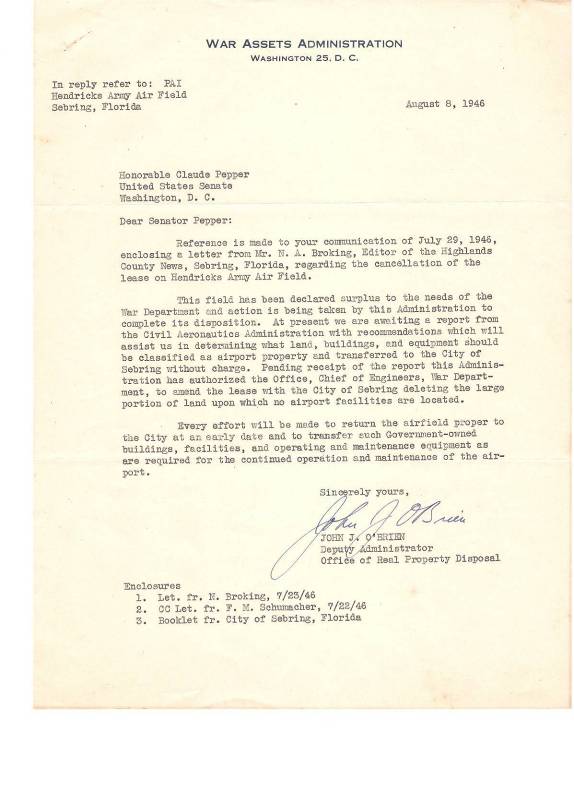 WAR ASSETS ADMINISTRATION
WASHINGTON 25, D. C.
In reply refer to: PAI
Hendricks Army Air Field
Sebring, Florida
August 8, 1946
Honorable Claude Pepper
United States Senate
Washington, D. C.
Dear Senator Pepper:
Reference is made to your communication of July 29, 1946,
enclosing a letter from Mr. N. A. Broking, Editor of the Highlands
County News, Sebring, Florida, regarding the cancellation of the
lease on Hendricks Army Air Field.
This field has been declared surplus to the needs of the
War Department and action is being taken by this Administration to
complete its disposition. At present we are awaiting a report from
the Civil Aeronautics Administration with recommendations which will
assist us in determining what land, buildings, and equipment should
be classified as airport property and transferred to the City of
Sebring without charge. Pending receipt of the report this Adminis-
tration has authorized the Office, Chief of Engineers, War Depart-
ment, to amend the lease with the City of Sebring deleting the large
portion of land upon which no airport facilities are located.
Every effort will be made to return the airfield proper to
the City at an early date and to transfer such Government-owned
buildings, facilities, and operating and maintenance equipment as
are required for the continued operation and maintenance of the air-
port.
Sincerely yours,
John J. O'Brien
JOHN J. O'BRIEN
Deputy Administrator
Office of Real Property Disposal
Enclosures
1. Let. fr. N. Broking, 7/23/46
2. CC Let. fr. F. M. Schumacher, 7/22/46
3. Booklet fr. City of Sebring, Florida